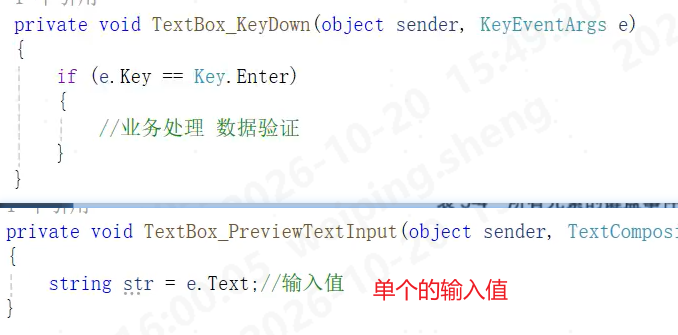 private void TextBox_KeyDown(object sender, KeyEventArgs e)
{
if (e.Key == Key.Enter)
{
//业务处理 数据验证
}
}
private void TextBox_PreviewTextInput(object sender, TextCompos
{
string str = e.Text;//输入值
单个的输入值
}